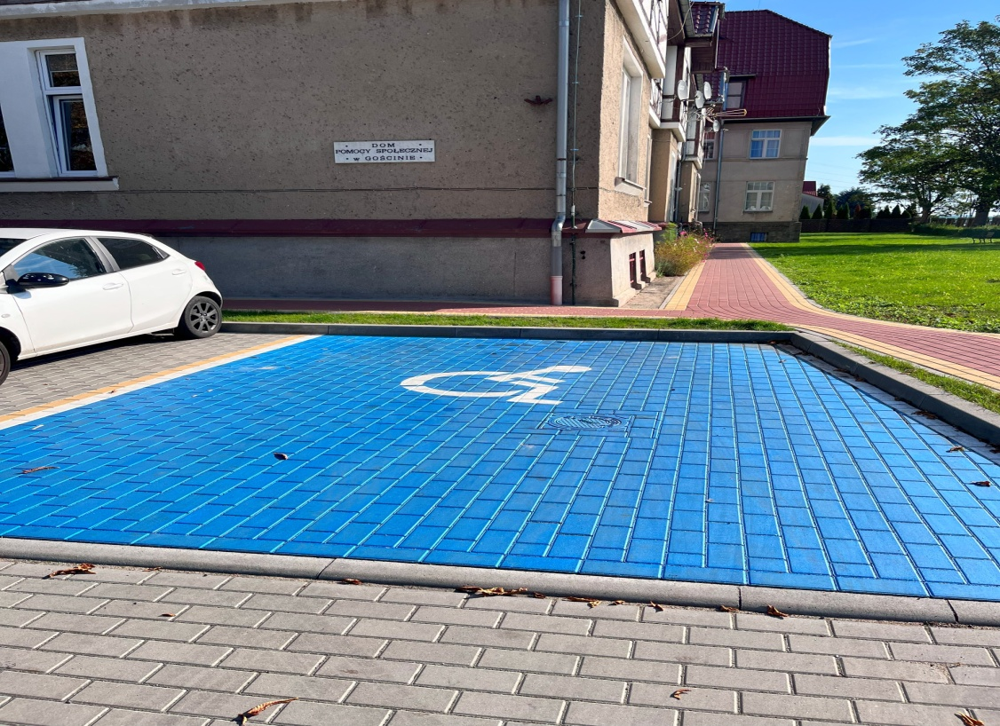 DOM
POMOCY SPOŁECZNEJ
• W GOŚCINIE •